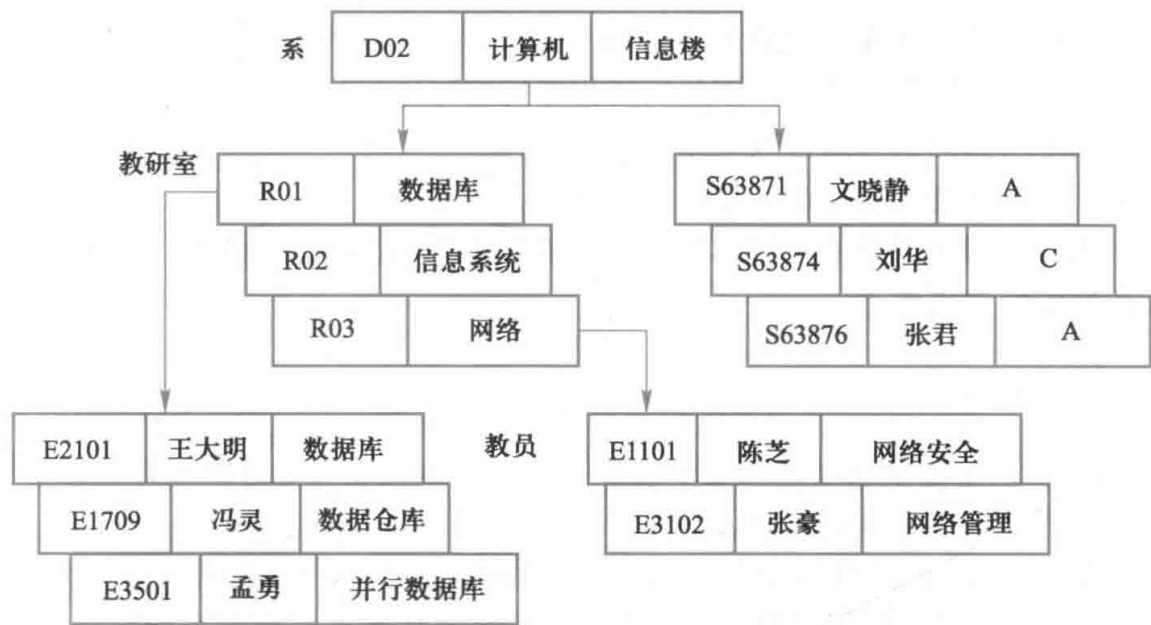 系 D02 计算机 信息楼
教研室 R01 数据库 S63871 文晓静 A
R02 信息系统 S63874 刘华 C
R03 网络 S63876 张君 A
E2101 王大明 数据库 教员 E1101 陈芝 网络安全
E1709 冯灵 数据仓库 E3102 张豪 网络管理
E3501 孟勇 并行数据库